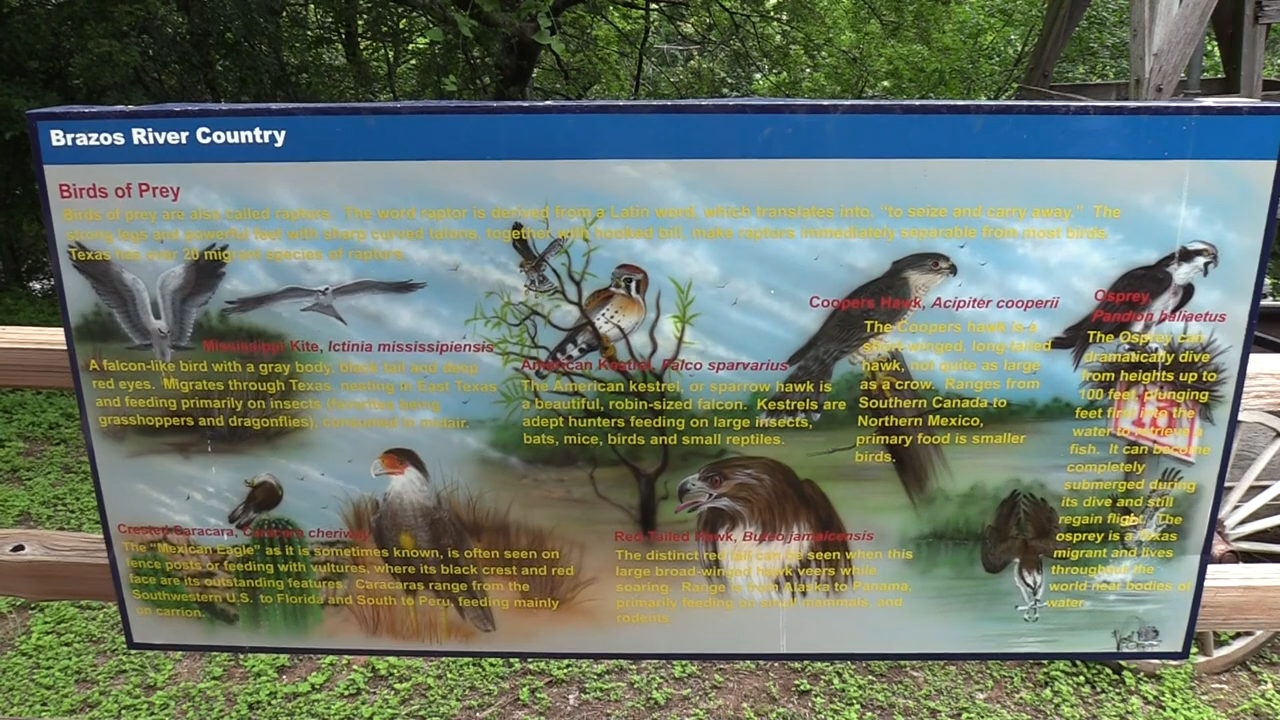 Brazos River Country
Birds of Prey
Birds of prey are also called raptors. The word raptor is derived from a Latin word, which translates into, "to seize and carry away." The
strong legs and powerful feet with sharp curved talons, together with hooked bill, make raptors immediately separable from most birds.
Texas has over 20 migrant species of raptors.
Mississippi Kite, Ictinia mississipiensis
A falcon-like bird with a gray body, black tail and deep
red eyes. Migrates through Texas, nesting in East Texas
and feeding primarily on insects (favorites being
grasshoppers and dragonflies), consumed in midair.
American Kestrel, Falco sparvarius
The American kestrel, or sparrow hawk is
a beautiful, robin-sized falcon. Kestrels are
adept hunters feeding on large insects,
bats, mice, birds and small reptiles.
Coopers Hawk, Acipiter cooperii
The Coopers hawk is a
short-winged, long-tailed
hawk, not quite as large
as a crow. Ranges from
Southern Canada to
Northern Mexico,
primary food is smaller
birds.
Osprey,
Pandion haliaetus
The Osprey can
dramatically dive
from heights up to
100 feet, plunging
feet first into the
water to retrieve a
fish. It can become
completely
submerged during
its dive and still
regain flight. The
osprey is a Texas
migrant and lives
throughout the
world near bodies of
water.
Crested Caracara, Caracara cheriway
The "Mexican Eagle" as it is sometimes known, is often seen on
fence posts or feeding with vultures, where its black crest and red
face are its outstanding features. Caracaras range from the
Southwestern U.S. to Florida and South to Peru, feeding mainly
on carrion.
Red Tailed Hawk, Buteo jamaicensis
The distinct red tail can be seen when this
large broad-winged hawk veers while
soaring. Range is from Alaska to Panama,
primarily feeding on small mammals, and
rodents.